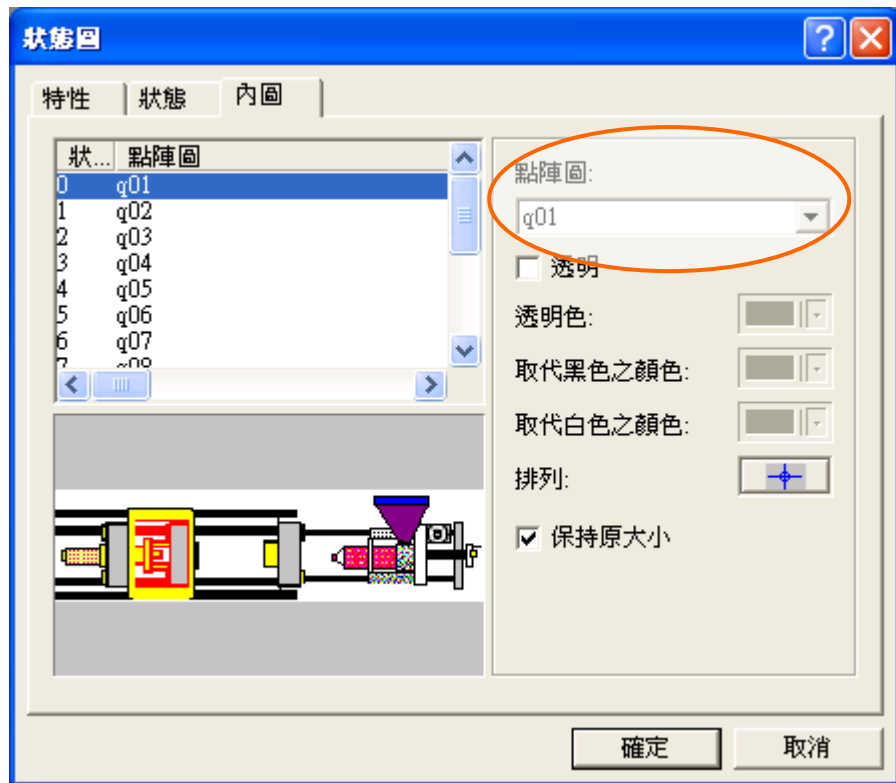 狀態圖
特性 狀態 內圖
狀... 點陣圖
0 q01
1 q02
2 q03
3 q04
4 q05
5 q06
6 q07
點陣圖:
q01
透明
透明色:
取代黑色之顏色:
取代白色之顏色:
排列:
保持原大小
確定 取消